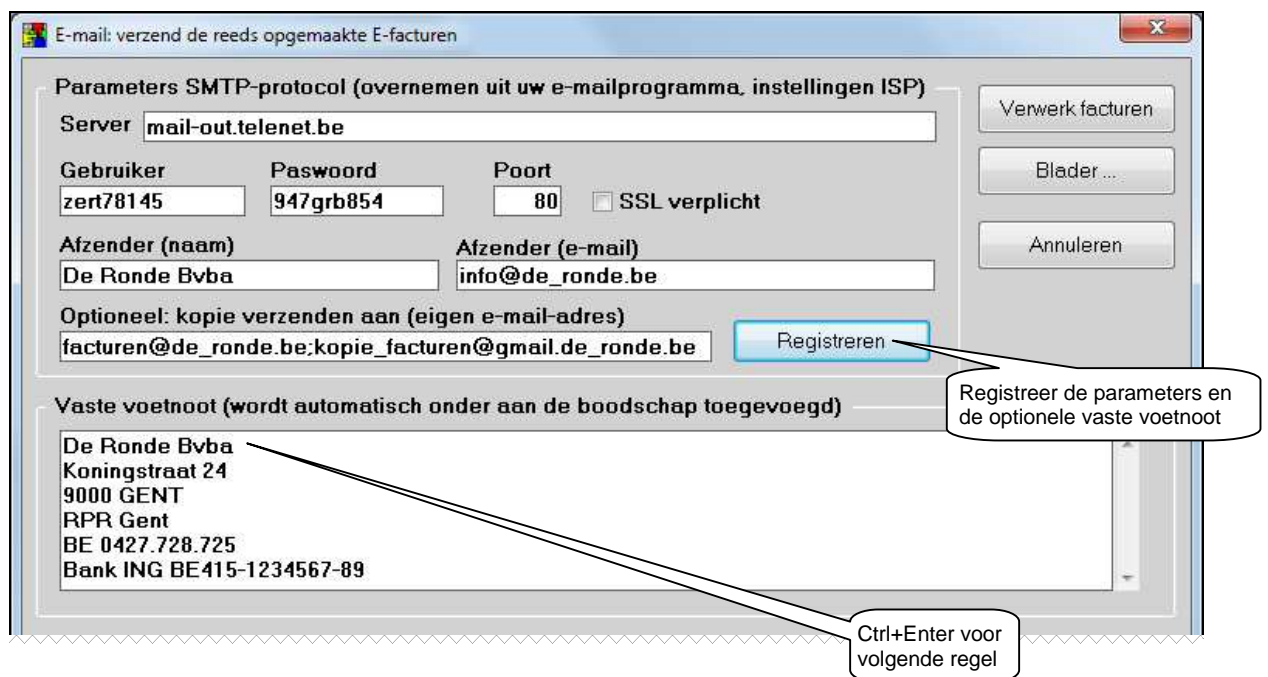 E-mail: verzend de reeds opgemaakte E-facturen
Parameters SMTP-protocol (overnemen uit uw e-mailprogramma, instellingen ISP)
Server mail-out.telenet.be
Verwerk facturen
Gebruiker Paswoord Poort
Blader ...
zert78145 947grb854 80 SSL verplicht
Afzender (naam) Afzender (e-mail)
Annuleren
De Ronde Bvba info@de_ronde.be
Optioneel: kopie verzenden aan (eigen e-mail-adres)
facturen@de_ronde.be;kopie_facturen@gmail.de_ronde.be Registreren
Registreer de parameters en
de optionele vaste voetnoot
Vaste voetnoot (wordt automatisch onder aan de boodschap toegevoegd)
De Ronde Bvba
Koningstraat 24
9000 GENT
RPR Gent
BE 0427.728.725
Bank ING BE415-1234567-89
Ctrl+Enter voor
volgende regel